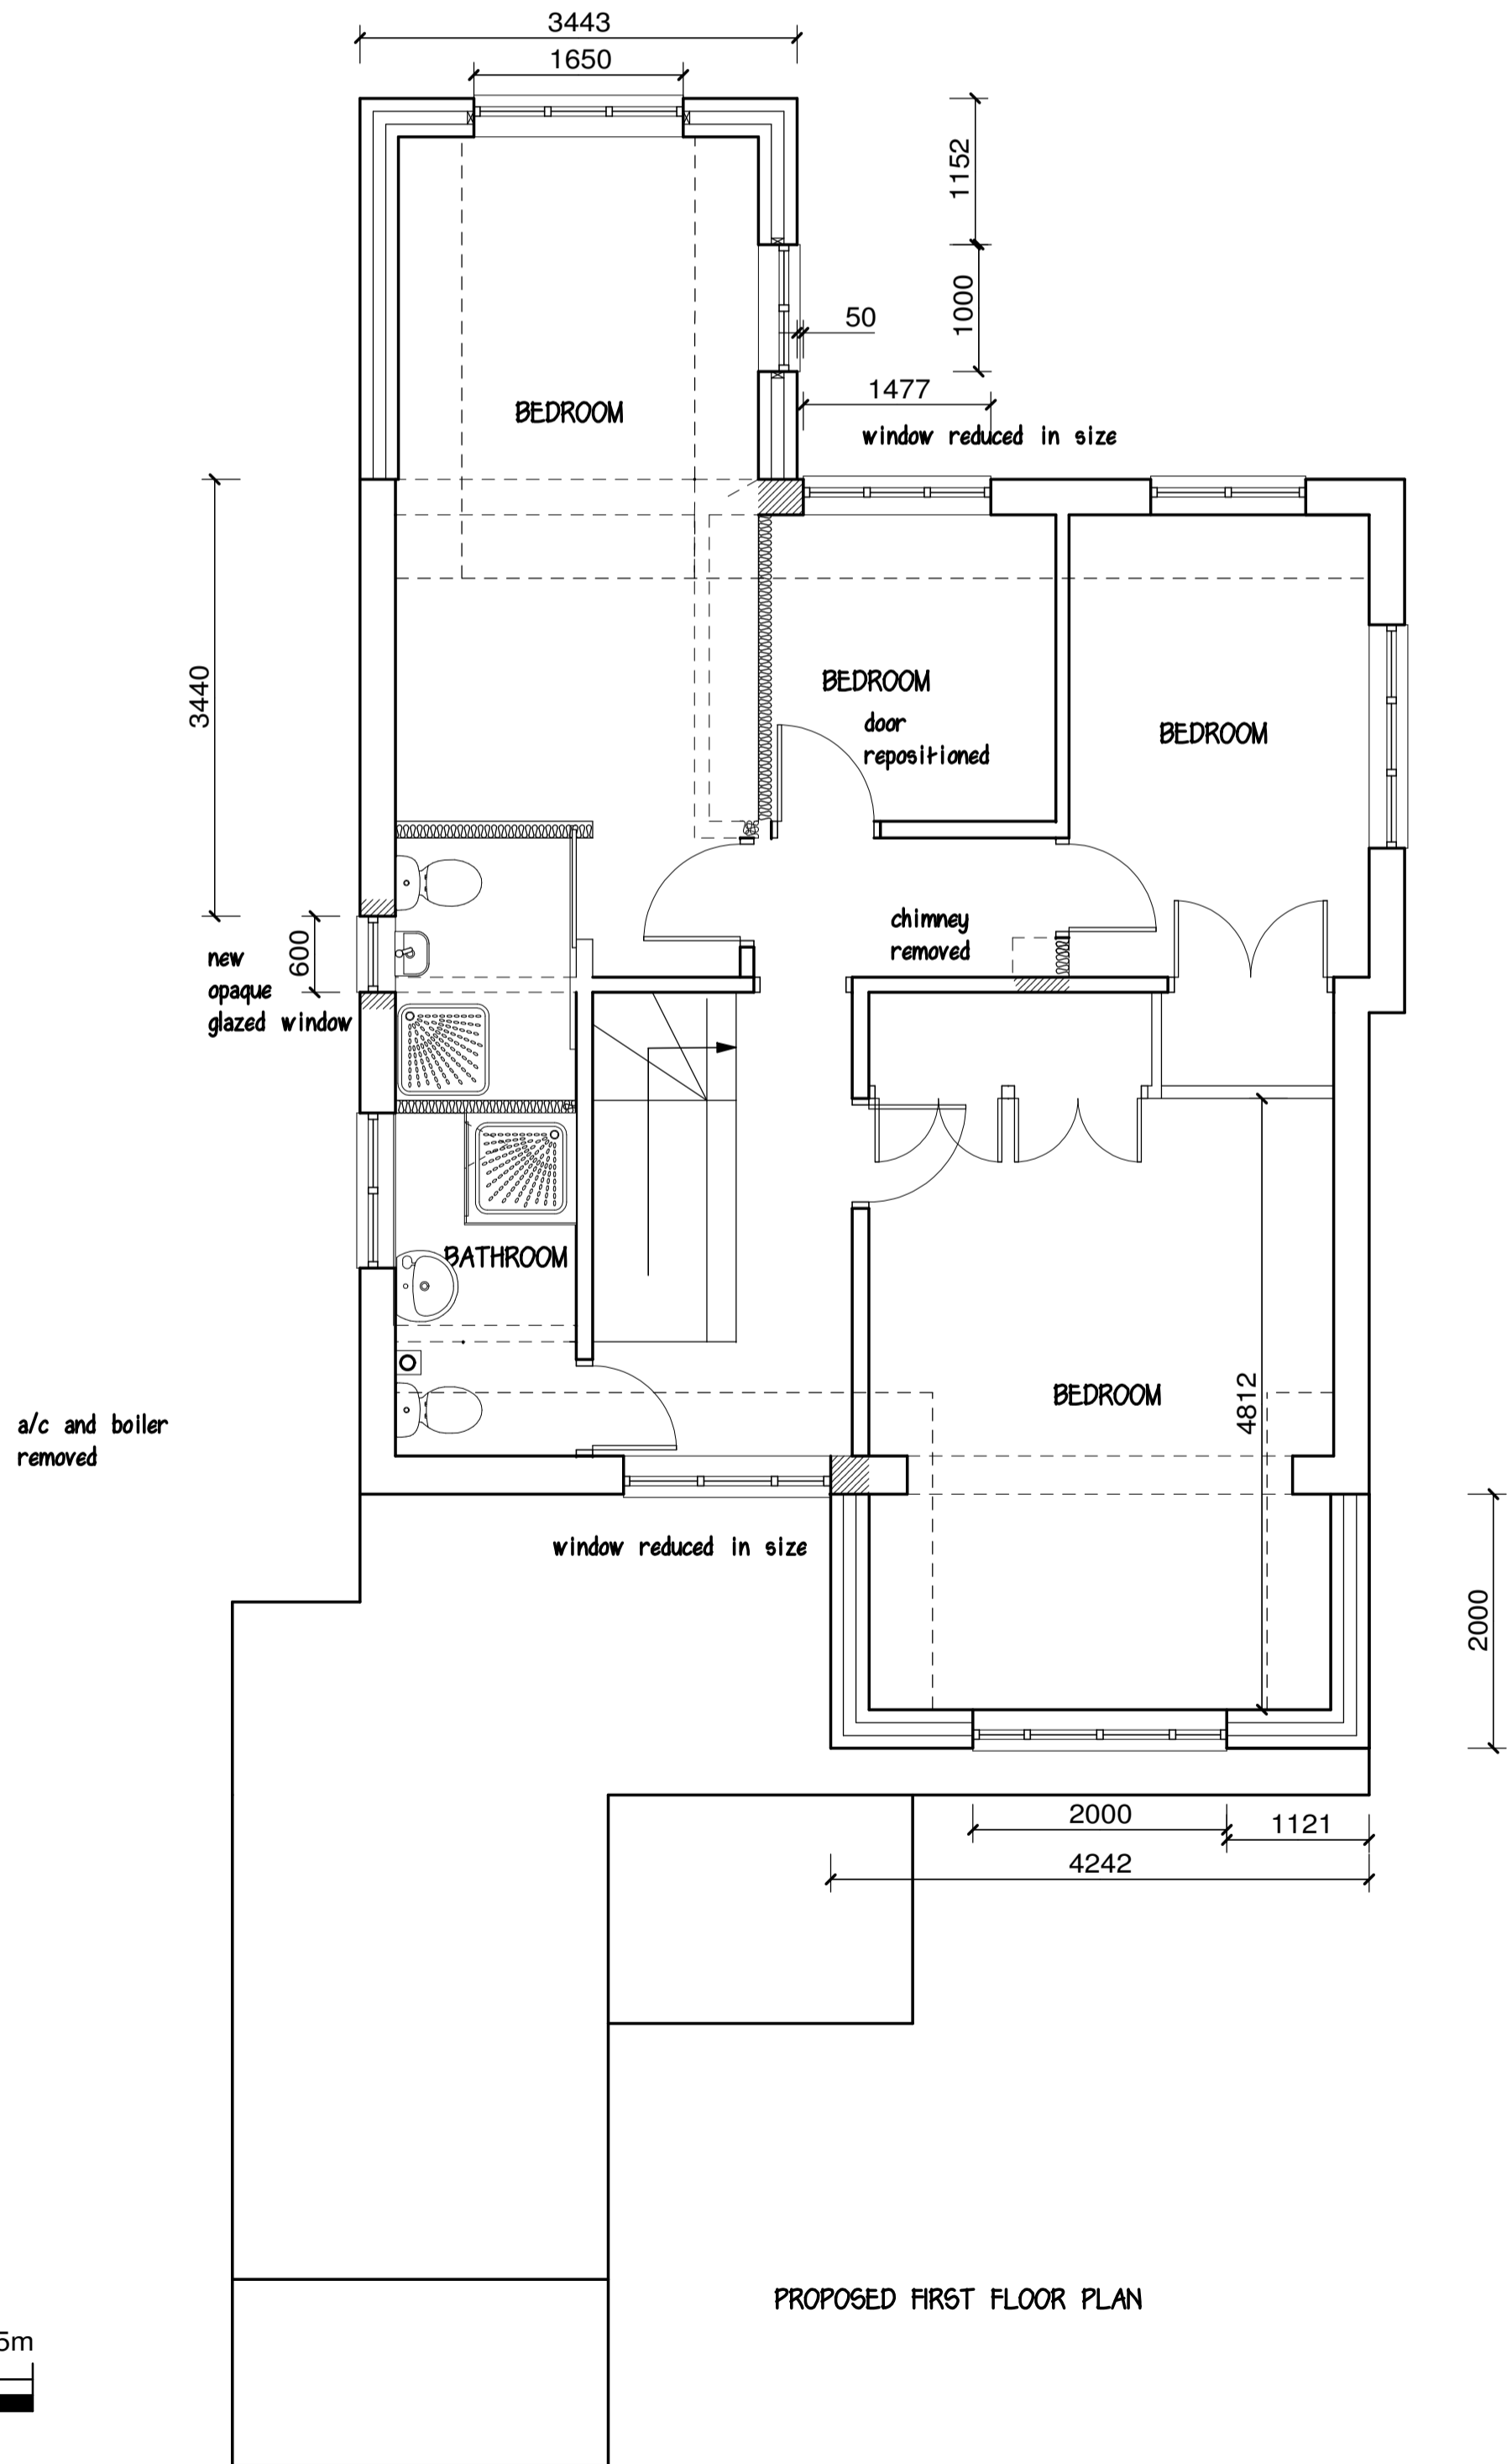 3443
1650
1152
1000
50
1477
window reduced in size
BEDROOM
3440
BEDROOM
door
repositioned
BEDROOM
chimney
removed
600
new
opaque
glazed window
BATHROOM
BEDROOM
4812
a/c and boiler
removed
window reduced in size
2000
2000
1121
4242
PROPOSED FIRST FLOOR PLAN
5m